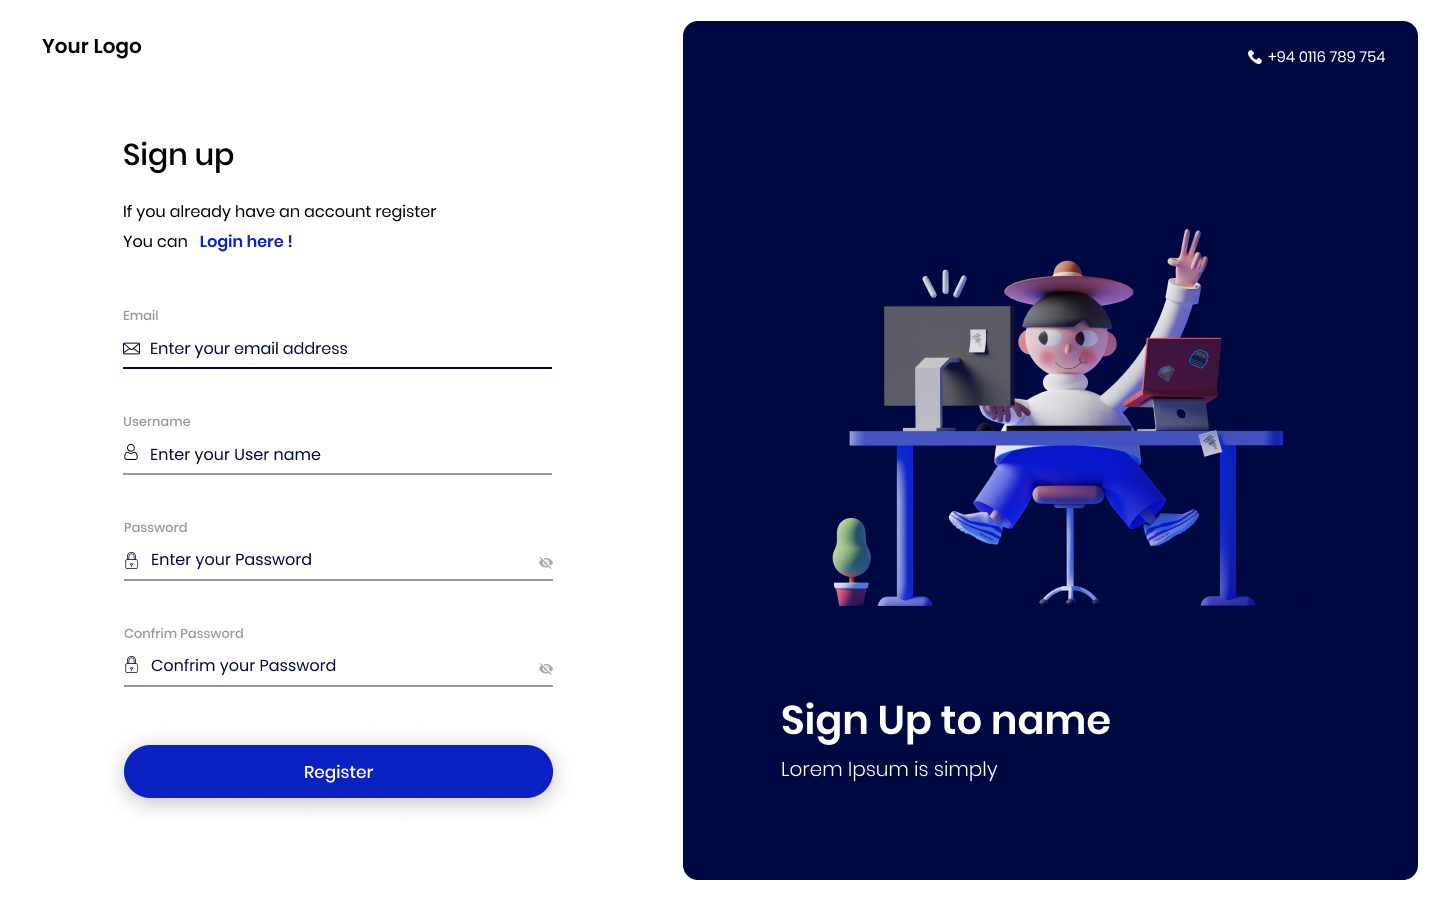 Your Logo
+94 0116 789 754
Sign up
If you already have an account register
You can Login here !
Email
Enter your email address
Username
Enter your User name
Password
Enter your Password
Confrim Password
Confrim your Password
Register
Sign Up to name
Lorem Ipsum is simply